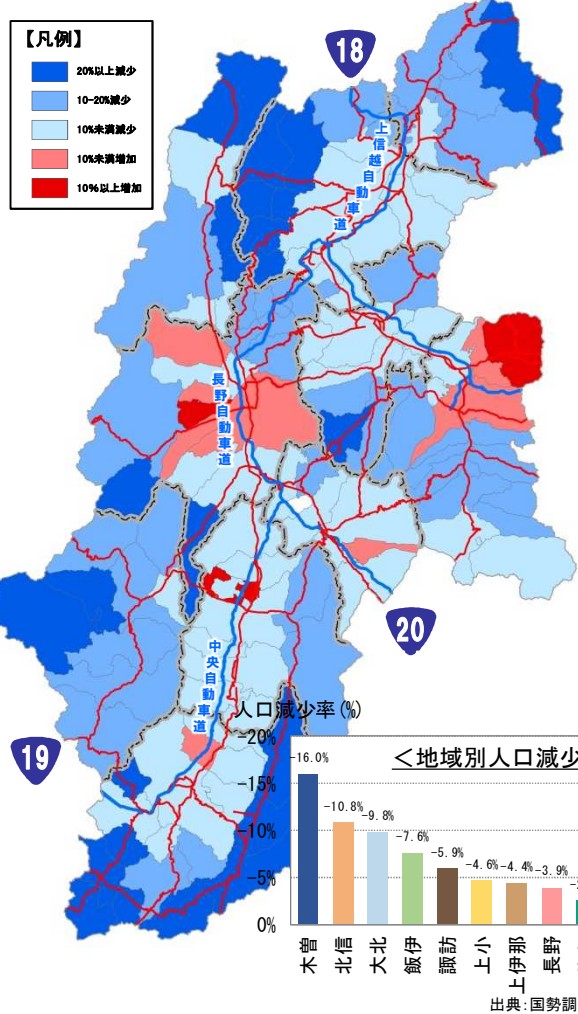 【凡例】
20%以上減少
10-20%減少
10%未満減少
10%未満増加
10%以上増加
18
上信越自動車道
長野自動車道
20
中央自動車道
19
人口減少率(%)
<地域別人口減少
-20%
-15%
-10%
-5%
0%
-16.0%
-10.8%
-9.8%
-7.6%
-5.9%
-4.6%
-4.4%
-3.9%
木曽
北信
大北
飯伊
諏訪
上小
上伊那
長野
出典:国勢調